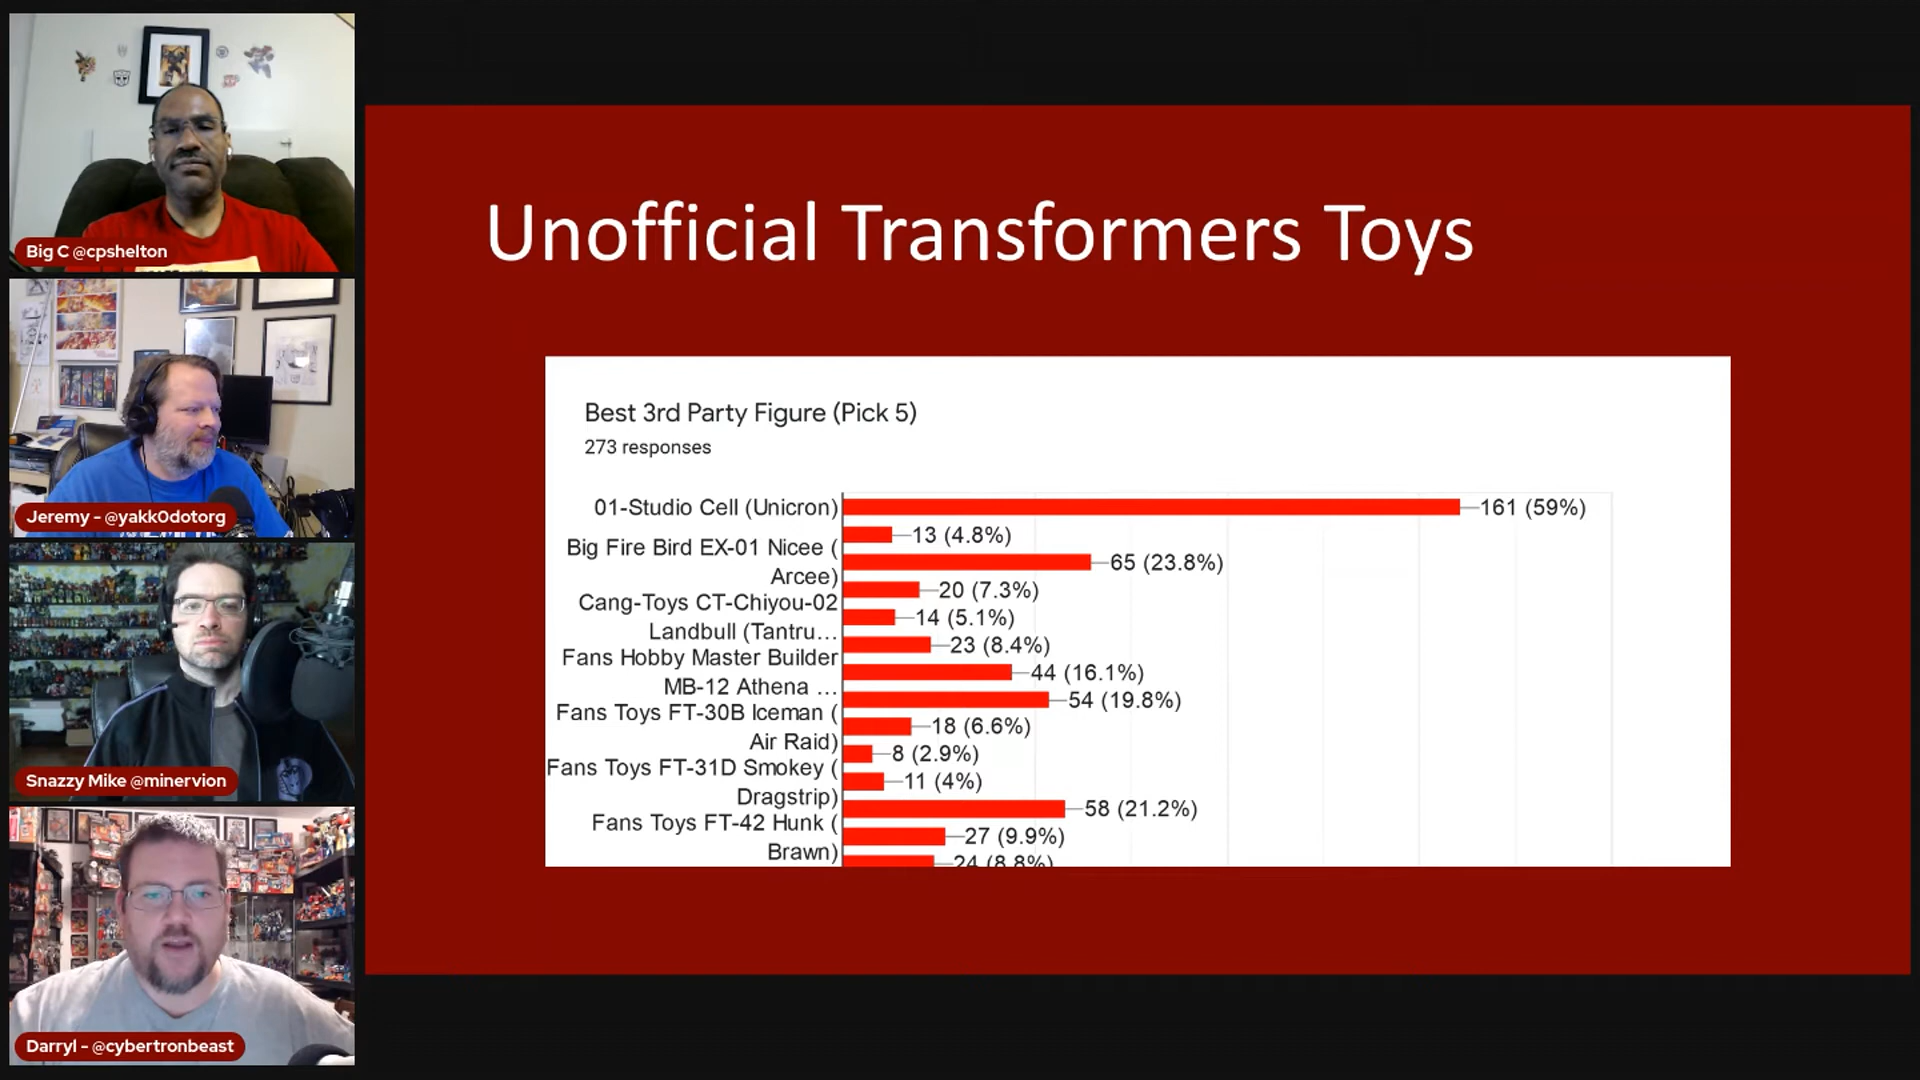 Big C @cpshelton
Jeremy - @yakk0dotorg
Snazzy Mike @minervion
Darryl - @cybertronbeast
Unofficial Transformers Toys
Best 3rd Party Figure (Pick 5)
273 responses
01-Studio Cell (Unicron)
161 (59%)
13 (4.8%)
Big Fire Bird EX-01 Nicee (
65 (23.8%)
Arcee)
20 (7.3%)
Cang-Toys CT-Chiyou-02
14 (5.1%)
Landbull (Tantru…
23 (8.4%)
Fans Hobby Master Builder
44 (16.1%)
MB-12 Athena …
54 (19.8%)
Fans Toys FT-30B Iceman (
18 (6.6%)
Air Raid)
8 (2.9%)
Fans Toys FT-31D Smokey (
11 (4%)
Dragstrip)
58 (21.2%)
Fans Toys FT-42 Hunk (
27 (9.9%)
Brawn)
24 (8.8%)